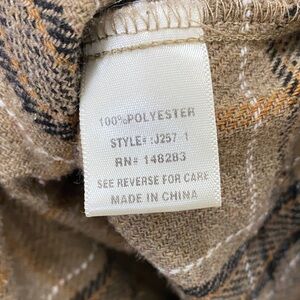 100%POLYESTER
STYLE# :J257-1
RN# 148283
SEE REVERSE FOR CARE
MADE IN CHINA